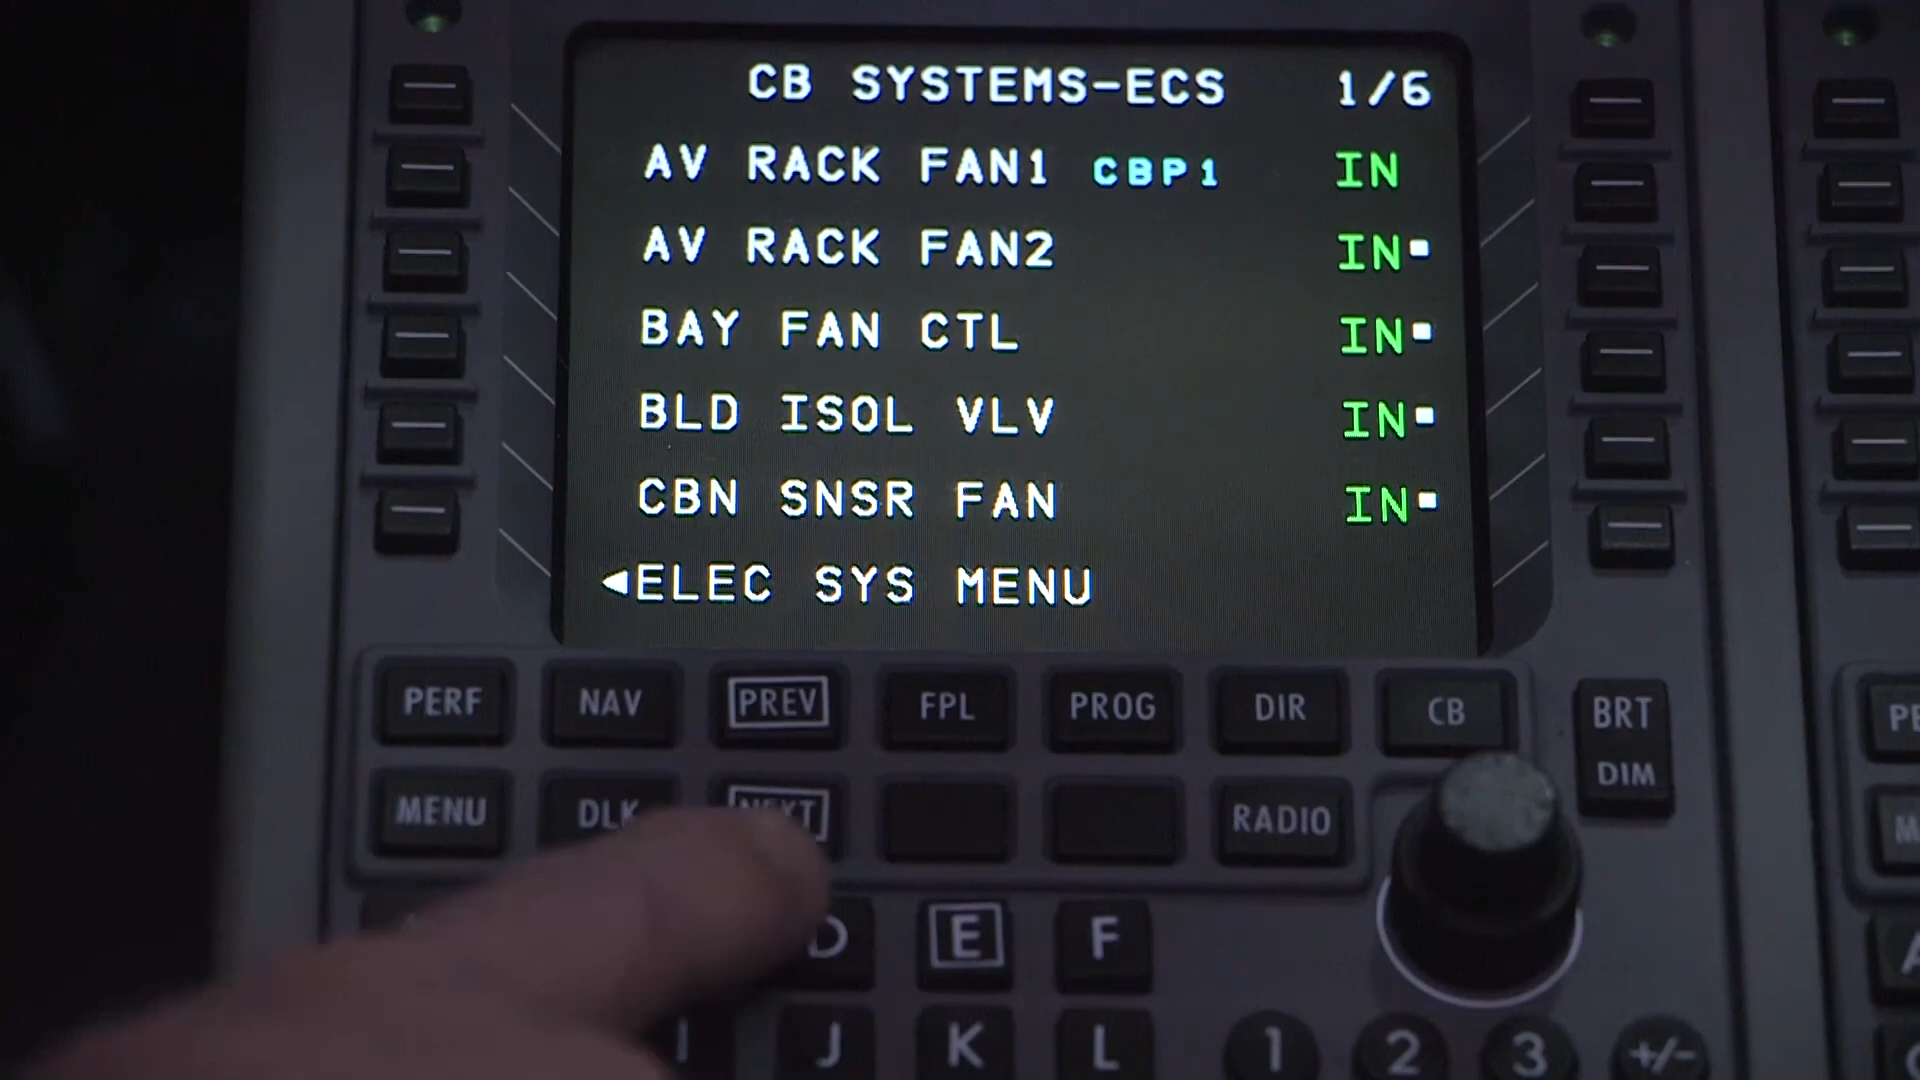 CB SYSTEMS-ECS 1/6
AV RACK FAN1 CBP1 IN
AV RACK FAN2 IN
BAY FAN CTL IN
BLD ISOL VLV IN
CBN SNSR FAN IN
◄ELEC SYS MENU
PERF NAV PREV FPL PROG DIR CB BRT
DIM
MENU DLK NEXT RADIO
D E F
J K L 1 2 3 +/-